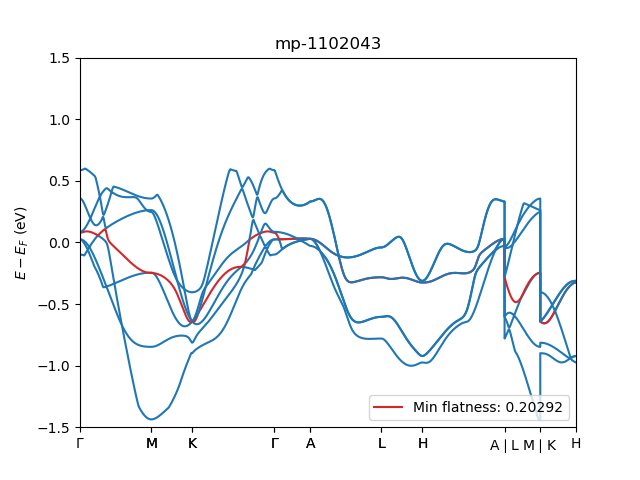 mp-1102043
E − E_F (eV)
1.5
1.0
0.5
0.0
−0.5
−1.0
−1.5
Min flatness: 0.20292
Γ M K Γ A L H A | L M | K H